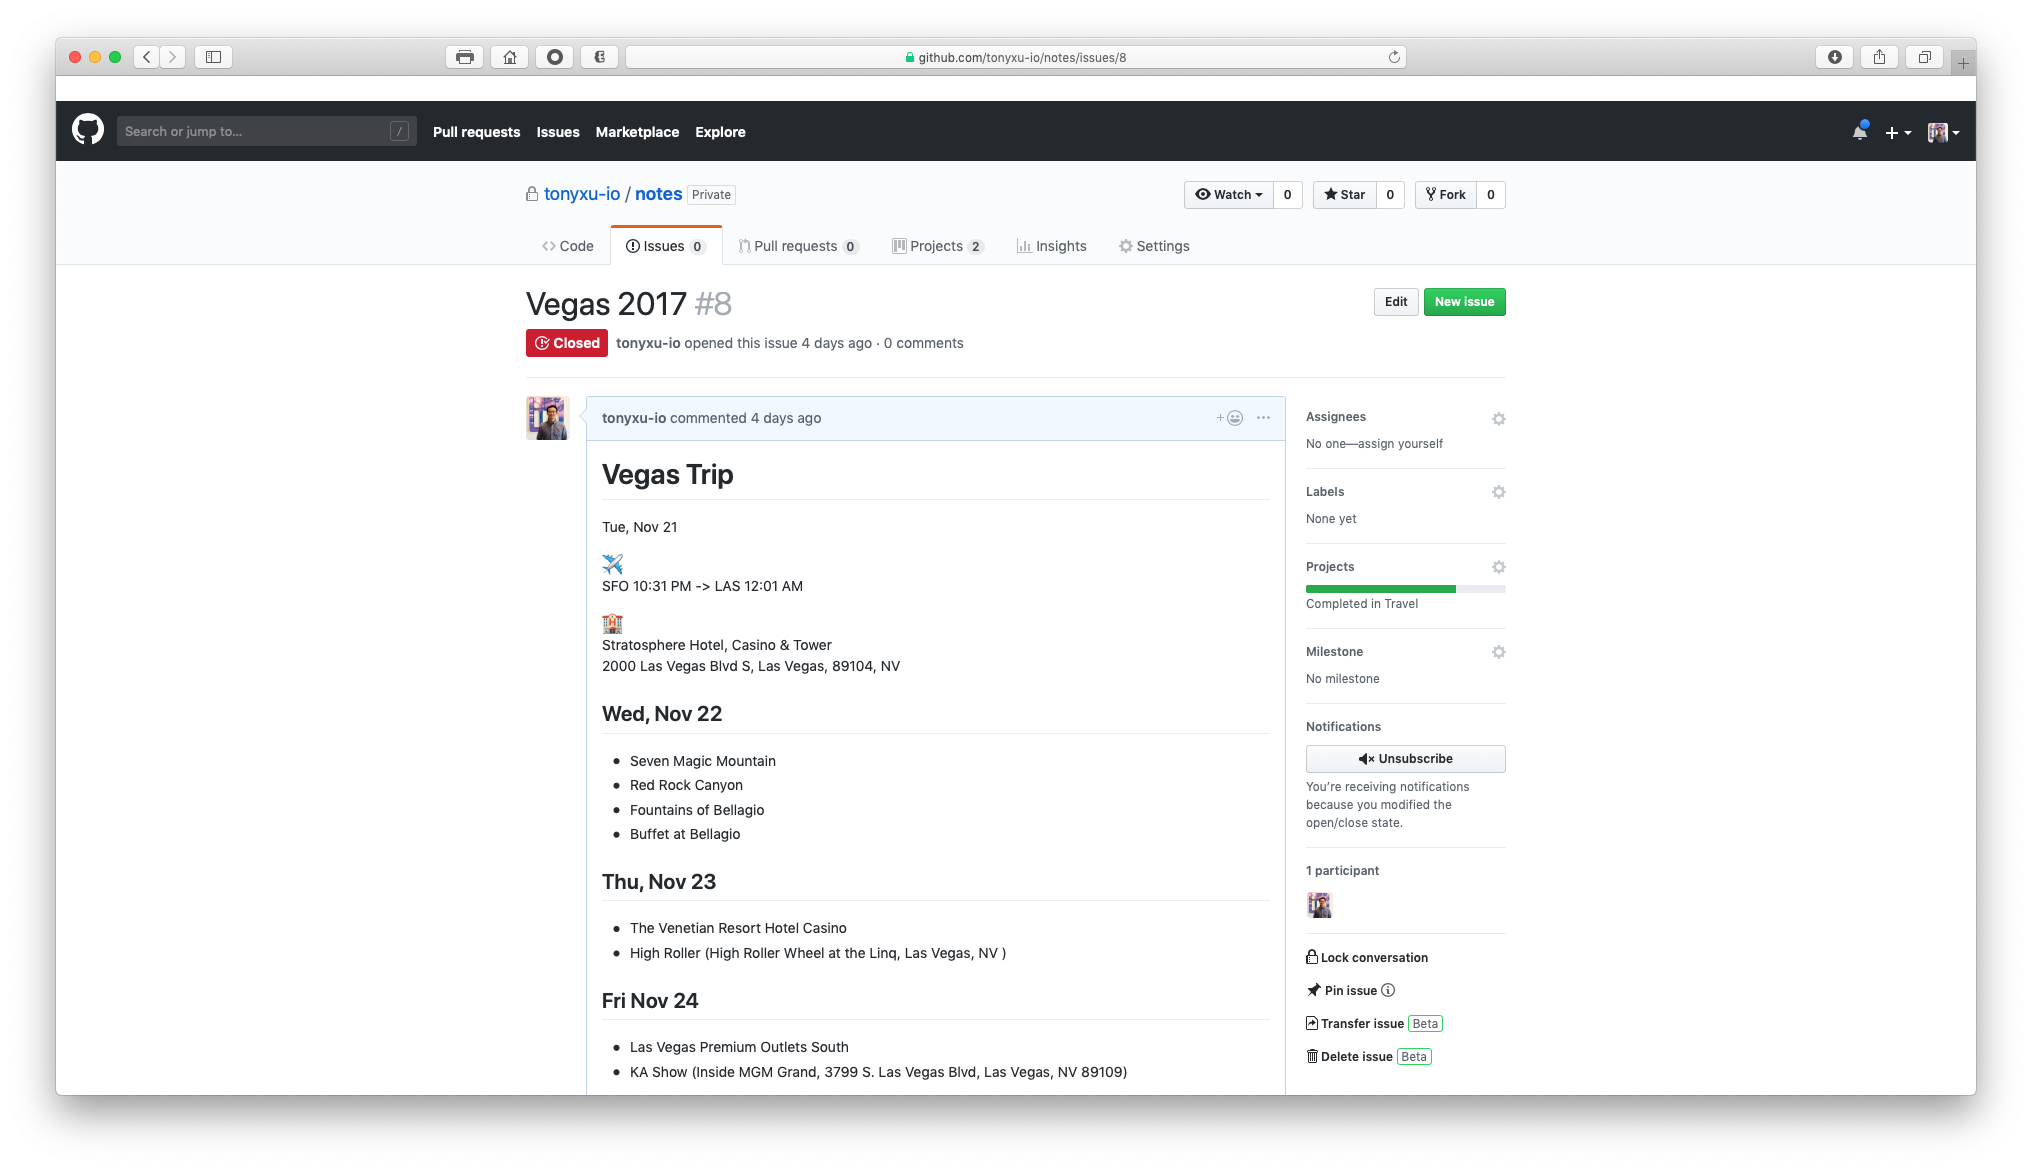 github.com/tonyxu-io/notes/issues/8
Search or jump to... /
Pull requests Issues Marketplace Explore
tonyxu-io / notes Private
Watch 0 Star 0 Fork 0
Code Issues 0 Pull requests 0 Projects 2 Insights Settings
Vegas 2017 #8
Edit New issue
Closed tonyxu-io opened this issue 4 days ago · 0 comments
tonyxu-io commented 4 days ago
Vegas Trip
Tue, Nov 21
SFO 10:31 PM -> LAS 12:01 AM
Stratosphere Hotel, Casino & Tower
2000 Las Vegas Blvd S, Las Vegas, 89104, NV
Wed, Nov 22
Seven Magic Mountain
Red Rock Canyon
Fountains of Bellagio
Buffet at Bellagio
Thu, Nov 23
The Venetian Resort Hotel Casino
High Roller (High Roller Wheel at the Linq, Las Vegas, NV )
Fri Nov 24
Las Vegas Premium Outlets South
KA Show (Inside MGM Grand, 3799 S. Las Vegas Blvd, Las Vegas, NV 89109)
Assignees
No one—assign yourself
Labels
None yet
Projects
Completed in Travel
Milestone
No milestone
Notifications
Unsubscribe
You're receiving notifications
because you modified the
open/close state.
1 participant
Lock conversation
Pin issue
Transfer issue Beta
Delete issue Beta